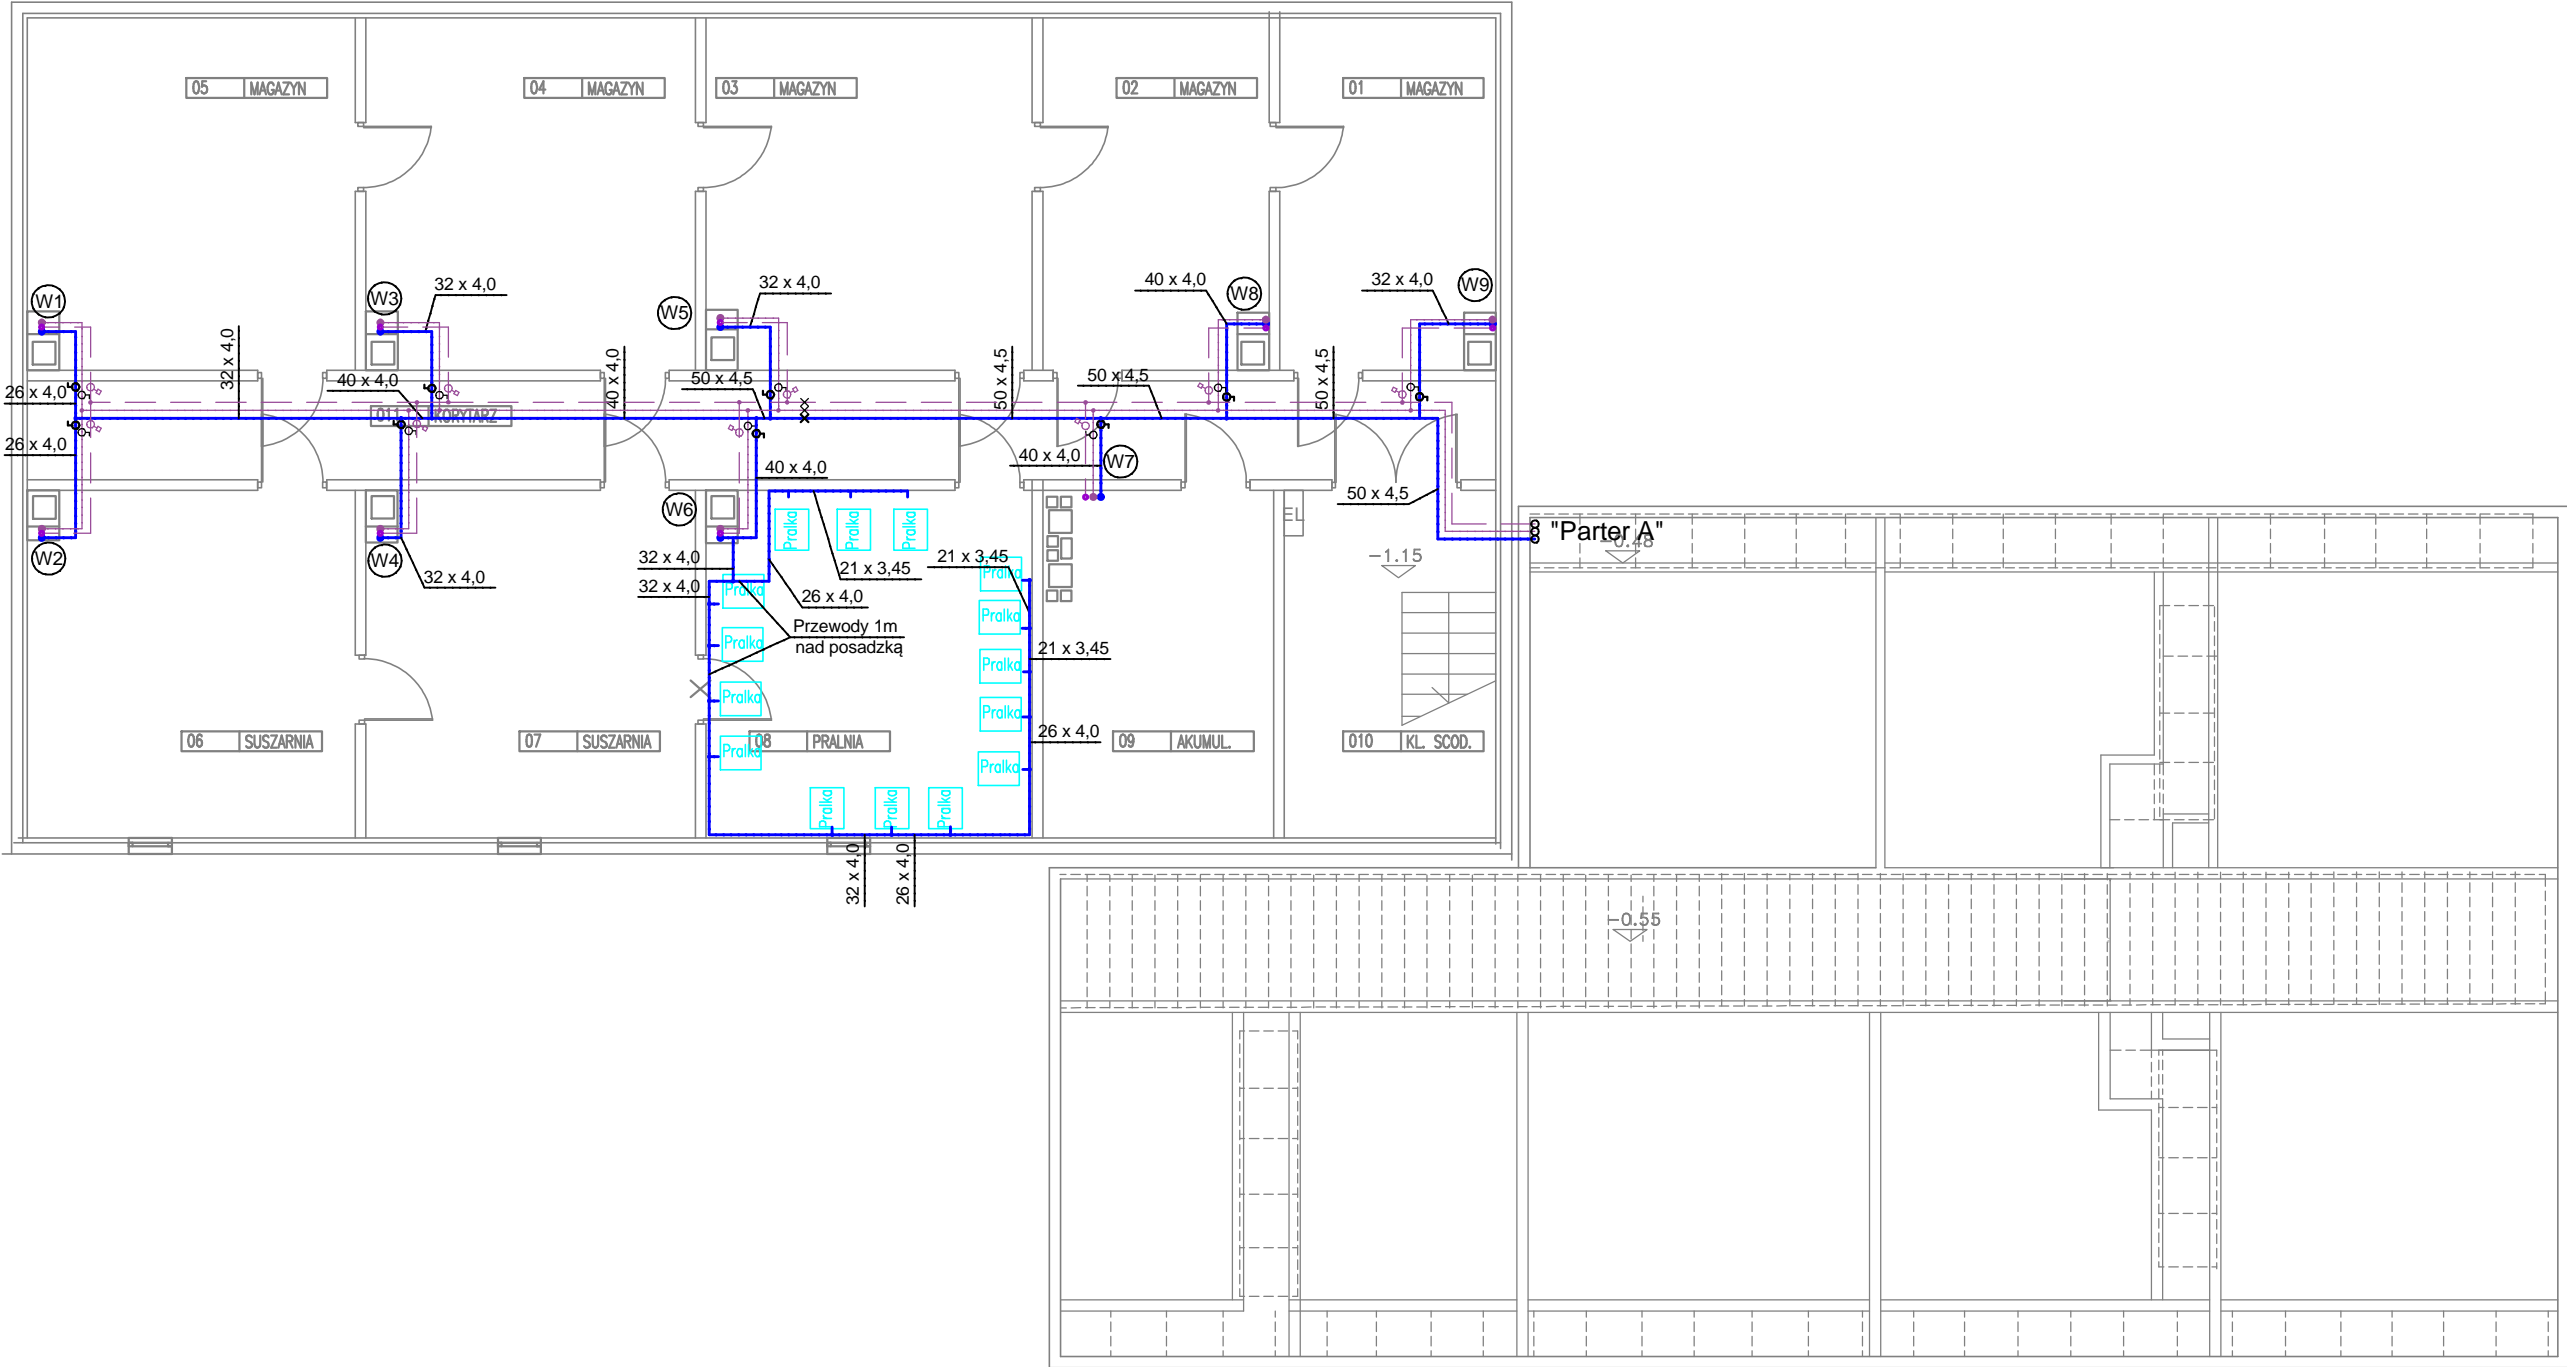 05 MAGAZYN
04 MAGAZYN
03 MAGAZYN
02 MAGAZYN
01 MAGAZYN
W1
W3
32 x 4,0
W5
32 x 4,0
40 x 4,0
W8
32 x 4,0
W9
32 x 4,0
40 x 4,0
50 x 4,5
50 x 4,5
26 x 4,0
40 x 4,0
50 x 4,5
50 x 4,5
011 KORYTARZ
26 x 4,0
40 x 4,0
40 x 4,0
W7
50 x 4,5
W2
W4
32 x 4,0
W6
Pralka
Pralka
Pralka
EL
"Parter A"
-0.48
-1.15
32 x 4,0
32 x 4,0
21 x 3,45
21 x 3,45
Pralka
Pralka
26 x 4,0
Pralka
Przewody 1m
nad posadzką
Pralka
21 x 3,45
Pralka
Pralka
Pralka
26 x 4,0
06 SUSZARNIA
07 SUSZARNIA
Pralka
08 PRALNIA
09 AKUMUL.
010 KL. SCOD.
Pralka
Pralka
Pralka
Pralka
32 x 4,0
26 x 4,0
-0.55